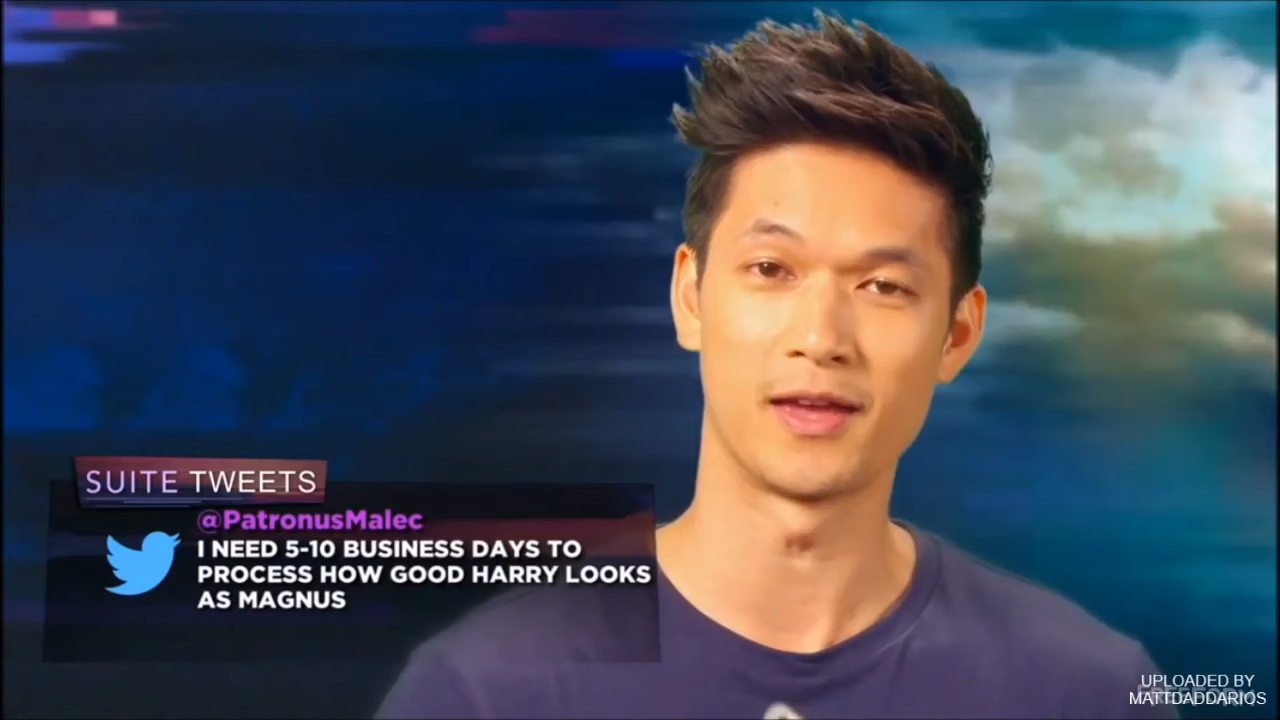 SUITE TWEETS
@PatronusMalec
I NEED 5-10 BUSINESS DAYS TO
PROCESS HOW GOOD HARRY LOOKS
AS MAGNUS
UPLOADED BY
MATTDADDARIOS